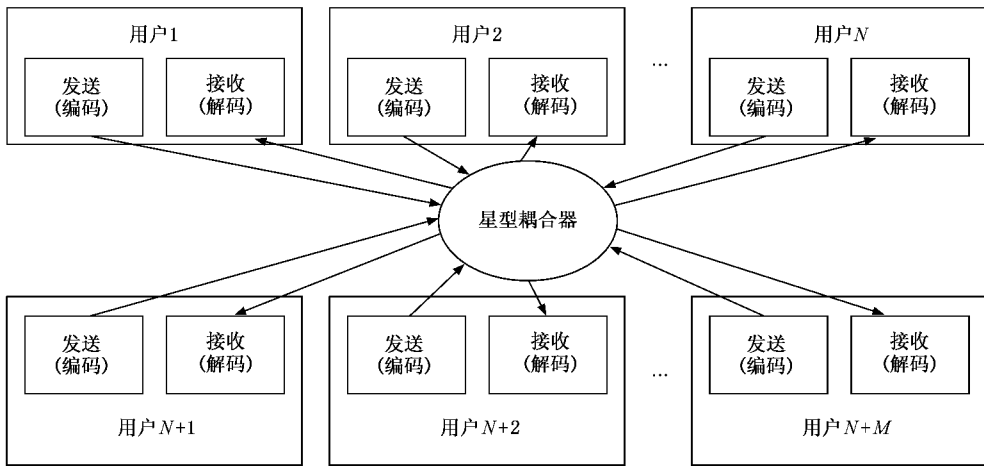 用户1
发送
(编码)
接收
(解码)
用户2
发送
(编码)
接收
(解码)
...
用户N
发送
(编码)
接收
(解码)
星型耦合器
发送
(编码)
接收
(解码)
用户N+1
发送
(编码)
接收
(解码)
用户N+2
...
发送
(编码)
接收
(解码)
用户N+M